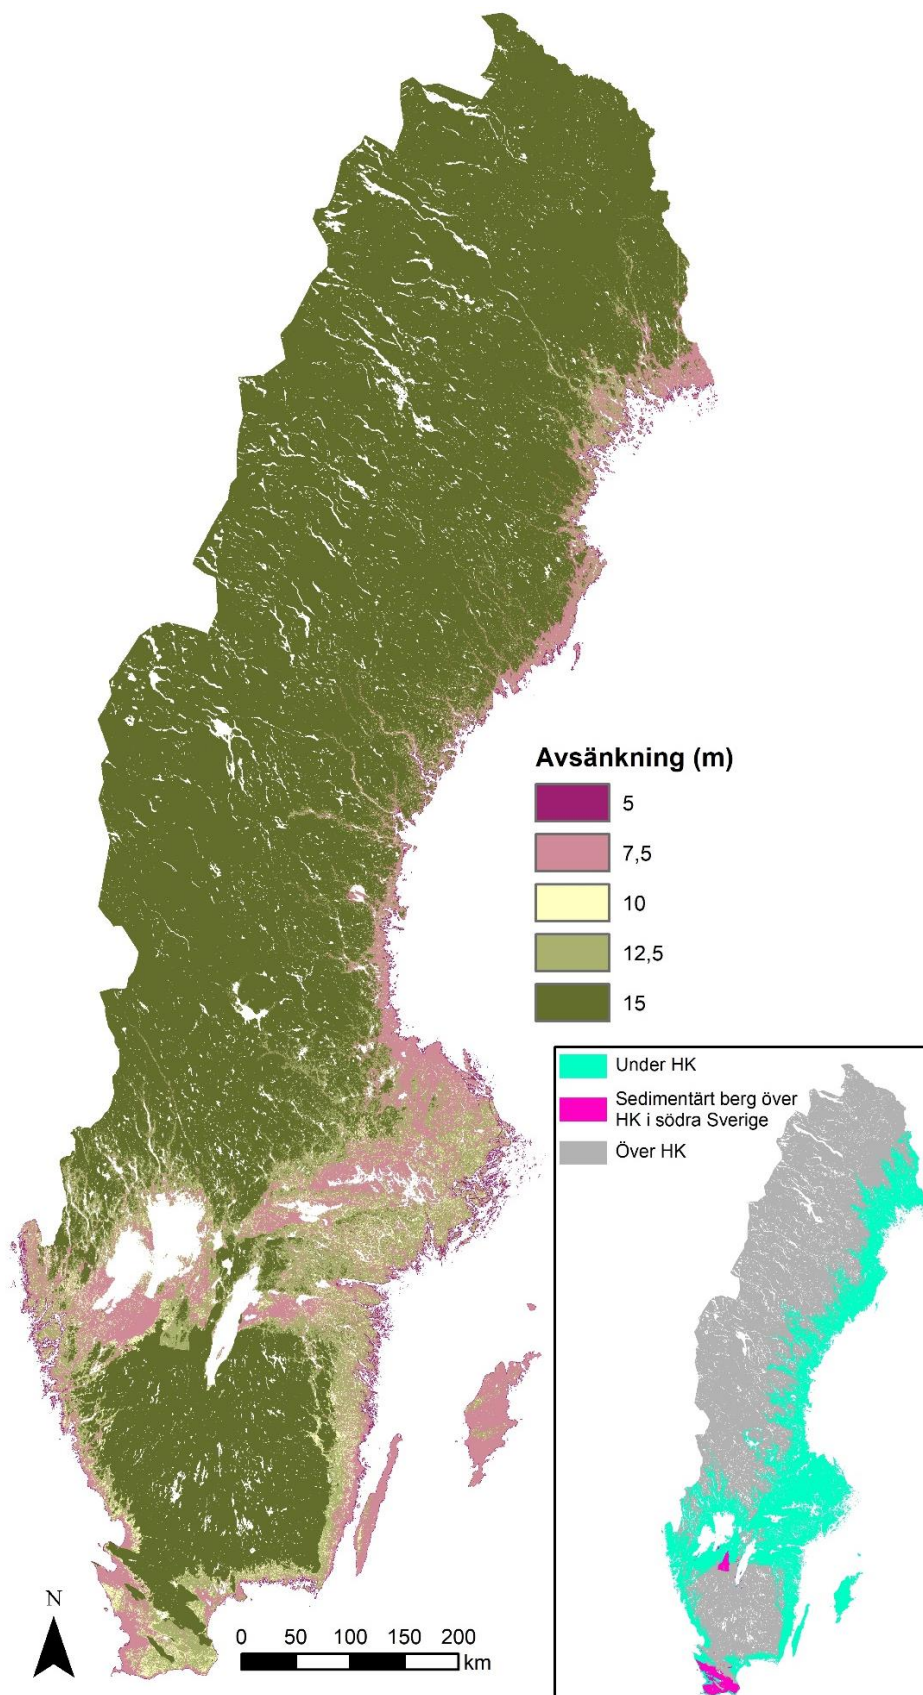 Avsänkning (m)
5
7,5
10
12,5
15
Under HK
Sedimentärt berg över
HK i södra Sverige
Över HK
N
0 50 100 150 200
km